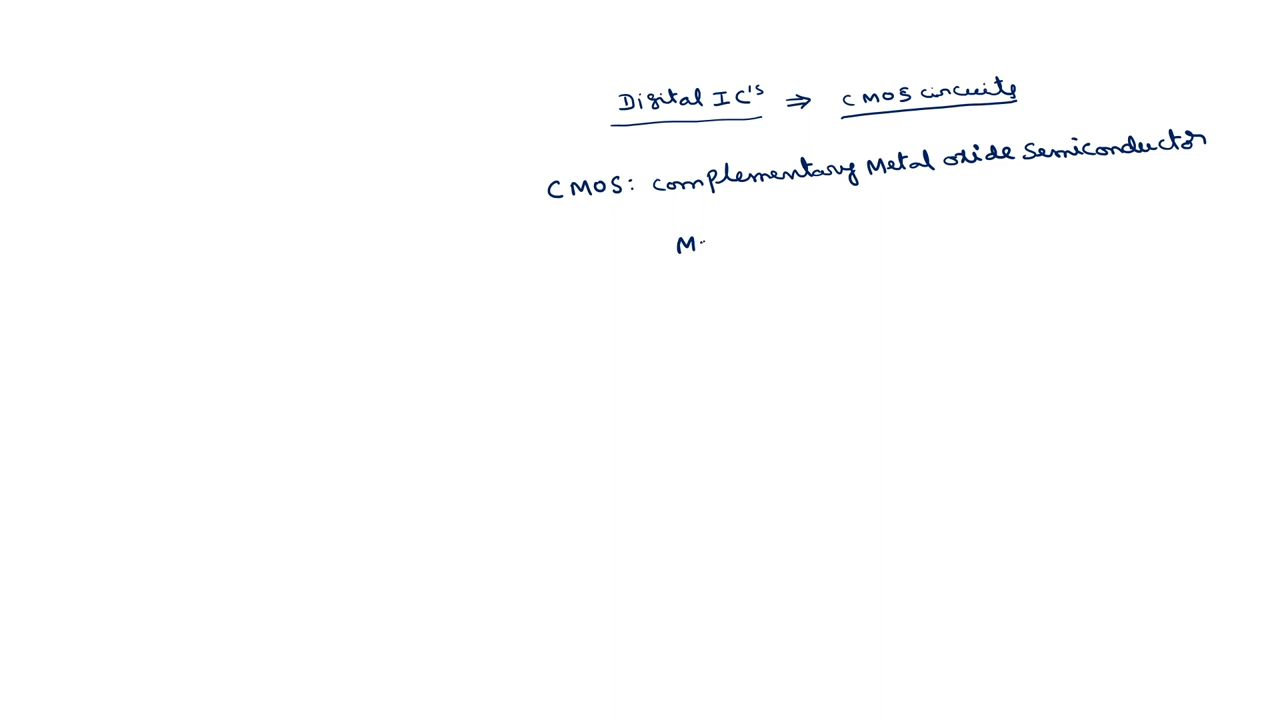 Digital IC's ⇒ CMOS circuits
CMOS: complementary Metal oxide semiconductor
M